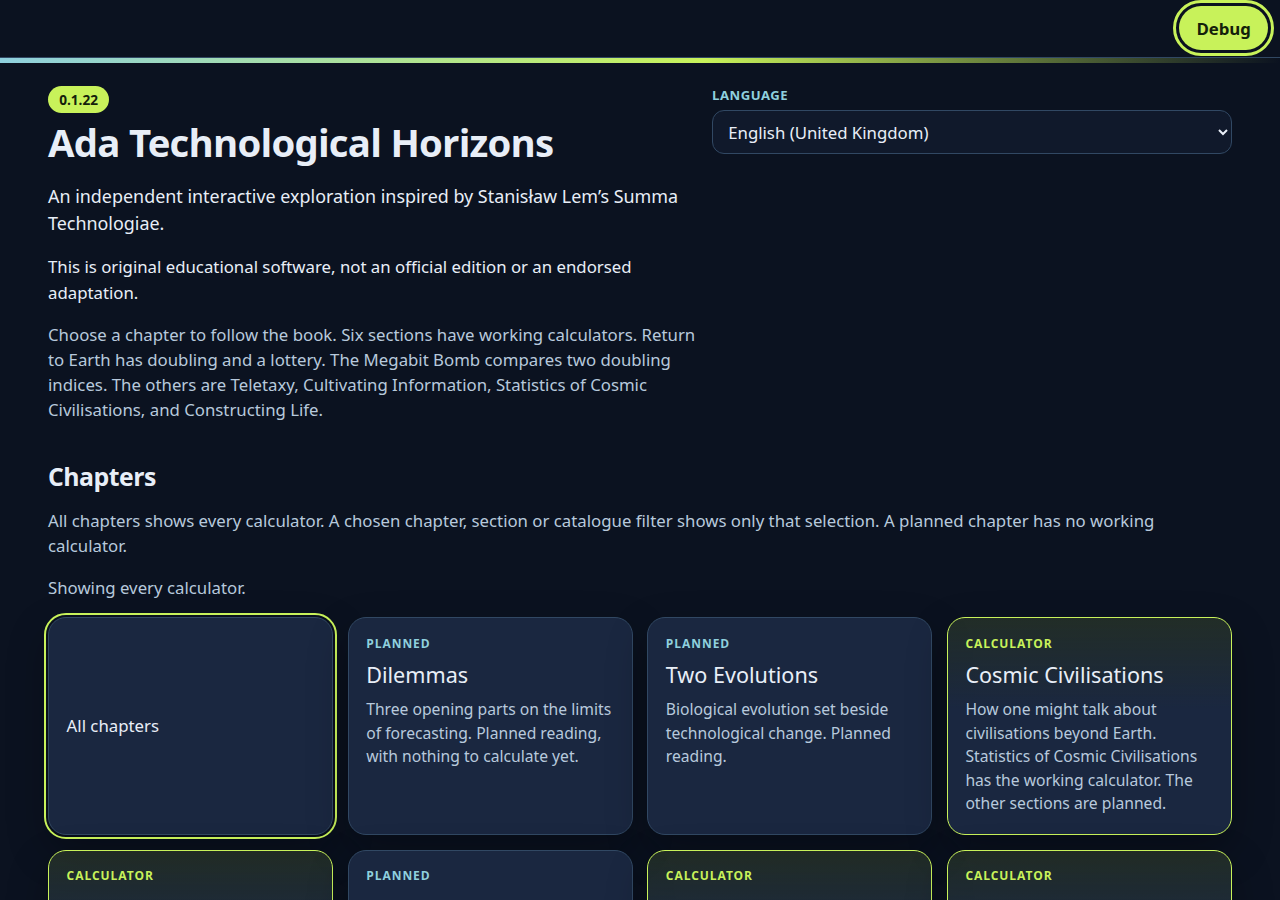 Debug
0.1.22
Ada Technological Horizons
An independent interactive exploration inspired by Stanisław Lem’s Summa
Technologiae.
This is original educational software, not an official edition or an endorsed
adaptation.
Choose a chapter to follow the book. Six sections have working calculators. Return
to Earth has doubling and a lottery. The Megabit Bomb compares two doubling
indices. The others are Teletaxy, Cultivating Information, Statistics of Cosmic
Civilisations, and Constructing Life.
LANGUAGE
English (United Kingdom)
Chapters
All chapters shows every calculator. A chosen chapter, section or catalogue filter shows only that selection. A planned chapter has no working
calculator.
Showing every calculator.
All chapters
PLANNED
Dilemmas
Three opening parts on the limits
of forecasting. Planned reading,
with nothing to calculate yet.
PLANNED
Two Evolutions
Biological evolution set beside
technological change. Planned
reading.
CALCULATOR
Cosmic Civilisations
How one might talk about
civilisations beyond Earth.
Statistics of Cosmic Civilisations
has the working calculator. The
other sections are planned.
CALCULATOR
PLANNED
CALCULATOR
CALCULATOR